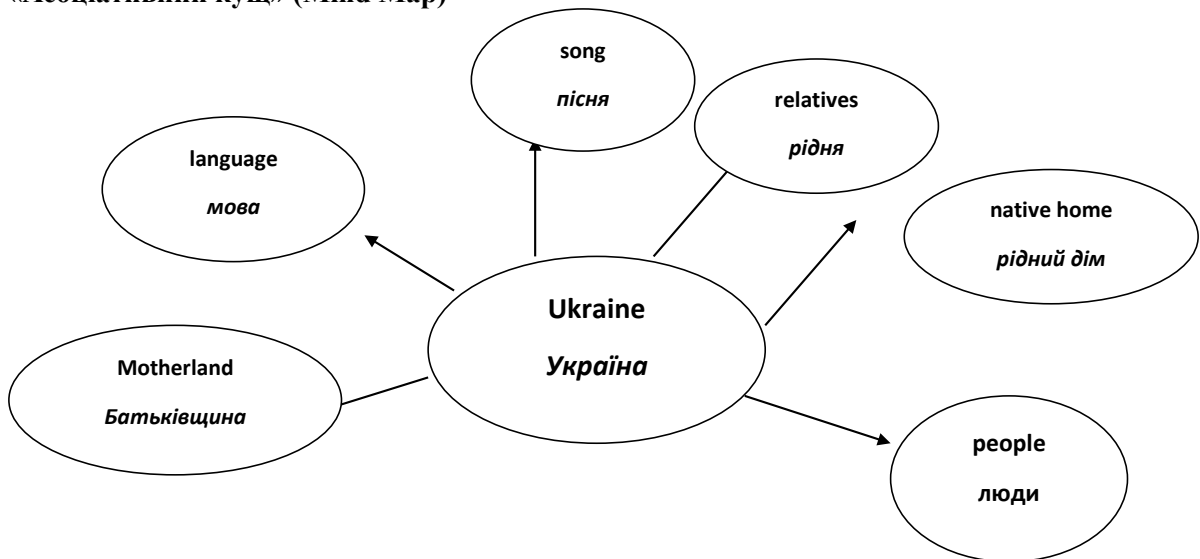 «Асоціативний кущ» (Mind Map)
song
пісня
relatives
рідня
language
мова
native home
рідний дім
Ukraine
Україна
Motherland
Батьківщина
people
люди